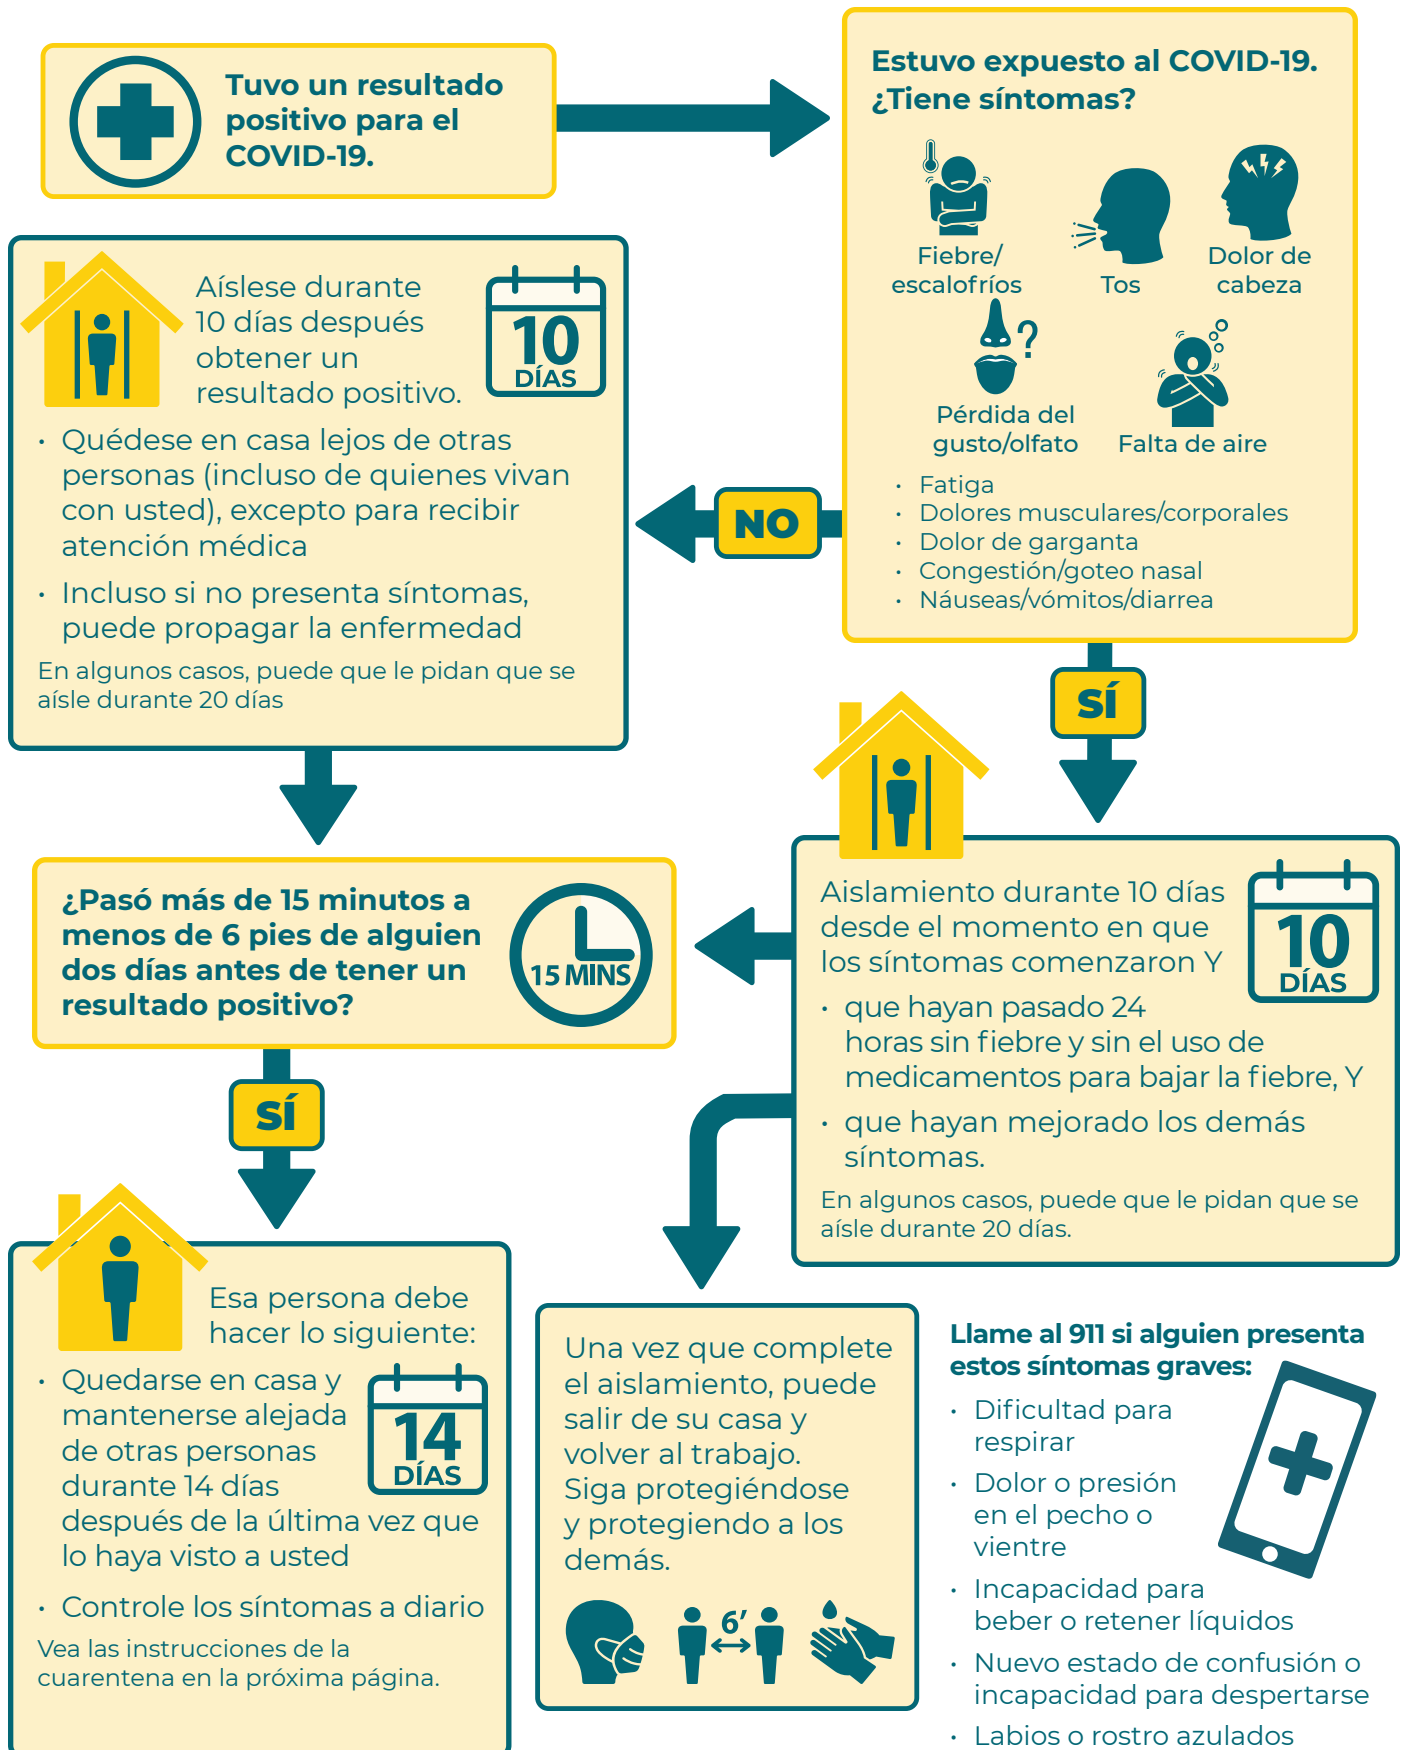 Tuvo un resultado
positivo para el
COVID-19.
Estuvo expuesto al COVID-19.
¿Tiene síntomas?
Fiebre/
escalofríos
Tos
Dolor de
cabeza
Pérdida del
gusto/olfato
Falta de aire
· Fatiga
· Dolores musculares/corporales
· Dolor de garganta
· Congestión/goteo nasal
· Náuseas/vómitos/diarrea
NO
SÍ
Aíslese durante
10 días después
obtener un
resultado positivo.
10
DÍAS
· Quédese en casa lejos de otras
personas (incluso de quienes vivan
con usted), excepto para recibir
atención médica
· Incluso si no presenta síntomas,
puede propagar la enfermedad
En algunos casos, puede que le pidan que se
aísle durante 20 días
Aislamiento durante 10 días
desde el momento en que
los síntomas comenzaron Y
10
DÍAS
· que hayan pasado 24
horas sin fiebre y sin el uso de
medicamentos para bajar la fiebre, Y
· que hayan mejorado los demás
síntomas.
En algunos casos, puede que le pidan que se
aísle durante 20 días.
¿Pasó más de 15 minutos a
menos de 6 pies de alguien
dos días antes de tener un
resultado positivo?
15 MINS
SÍ
Esa persona debe
hacer lo siguiente:
· Quedarse en casa y
mantenerse alejada
de otras personas
durante 14 días
después de la última vez que
lo haya visto a usted
14
DÍAS
· Controle los síntomas a diario
Vea las instrucciones de la
cuarentena en la próxima página.
Una vez que complete
el aislamiento, puede
salir de su casa y
volver al trabajo.
Siga protegiéndose
y protegiendo a los
demás.
6′
Llame al 911 si alguien presenta
estos síntomas graves:
· Dificultad para
respirar
· Dolor o presión
en el pecho o
vientre
· Incapacidad para
beber o retener líquidos
· Nuevo estado de confusión o
incapacidad para despertarse
· Labios o rostro azulados